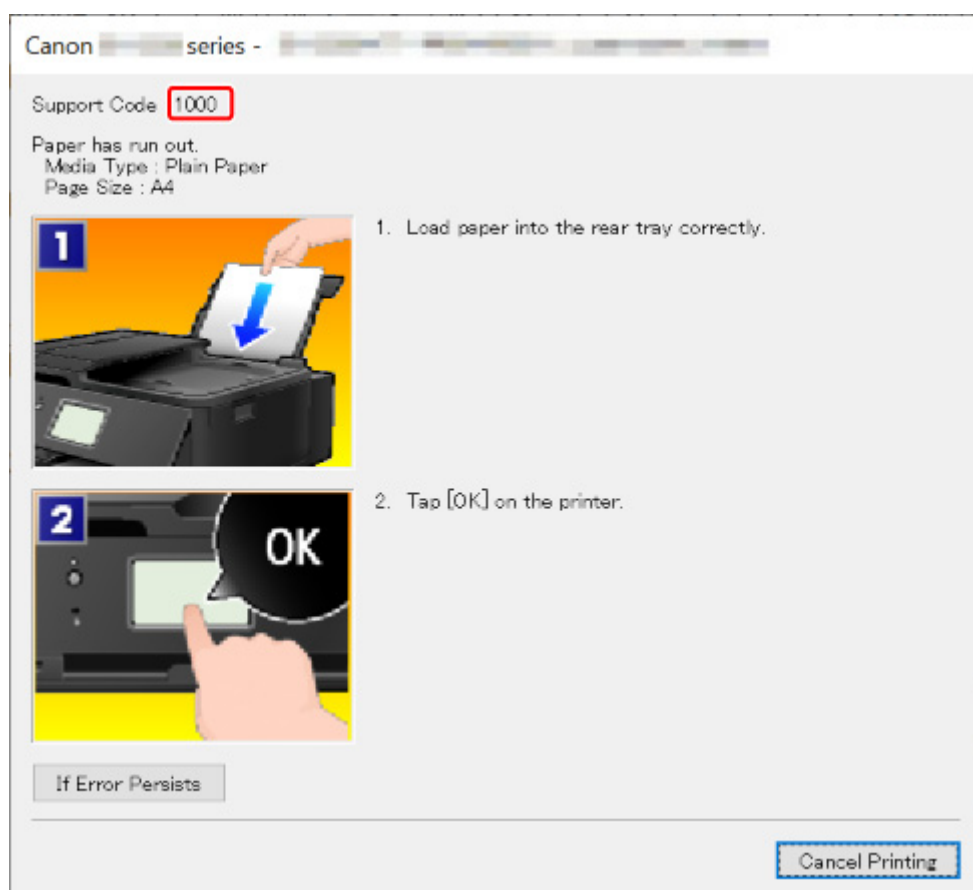 Canon series -
Support Code 1000
Paper has run out.
Media Type : Plain Paper
Page Size : A4
1
1. Load paper into the rear tray correctly.
2
OK
2. Tap [OK] on the printer.
If Error Persists
Cancel Printing